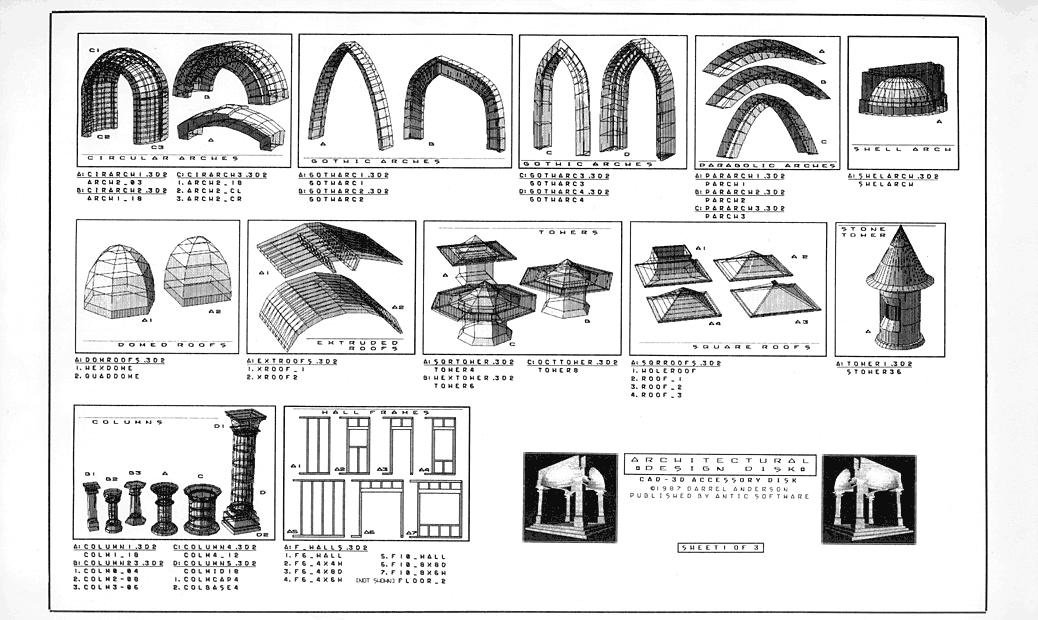 C1
C2
C3
B
A
CIRCULAR ARCHES
A:CIRARCH1.3D2
ARCH2_03
B:CIRARCH2.3D2
ARCH1_18
C:CIRARCH3.3D2
1.ARCH2_18
2.ARCH2_CL
3.ARCH2_CR
A
B
GOTHIC ARCHES
A:GOTHARC1.3D2
GOTHARC1
B:GOTHARC2.3D2
GOTHARC2
C
D
GOTHIC ARCHES
C:GOTHARC3.3D2
GOTHARC3
D:GOTHARC4.3D2
GOTHARC4
A
B
C
PARABOLIC ARCHES
A:PARARCH1.3D2
PARCH1
B:PARARCH2.3D2
PARCH2
C:PARARCH3.3D2
PARCH3
A
SHELL ARCH
A:SHELARCH.3D2
SHELARCH
A1
A2
DOMED ROOFS
A:DOMROOFS.3D2
1.HEXDOME
2.QUADDOME
A1
A2
EXTRUDED
ROOFS
A:EXTROOFS.3D2
1.XROOF_1
2.XROOF2
TOWERS
A
B
C
A:SQRTOWER.3D2
TOWER4
B:HEXTOWER.3D2
TOWER6
C:OCTTOWER.3D2
TOWER8
A1
A2
A4
A3
SQUARE ROOFS
A:SQRROOFS.3D2
1.HOLEROOF
2.ROOF_1
3.ROOF_2
4.ROOF_3
STONE
TOWER
A
A:TOWER1.3D2
STOWER36
COLUMNS
D1
B1
B2
B3
A
C
D
D2
A:COLUMN1.3D2
COLM1_18
B:COLUMN23.3D2
1.COLM0_04
2.COLM2-08
3.COLM3-06
C:COLUMN4.3D2
COLM4_12
D:COLUMN5.3D2
COLMID18
1.COLMCAP4
2.COLBASE4
WALL FRAMES
A1
A2
A3
A4
A5
A6
A7
A:F_WALLS.3D2
1.F6_WALL
2.F6_4X4W
3.F6_4X8D
4.F6_4X6W
5.F10_WALL
6.F10_8X8D
7.F10_8X6W
(NOT SHOWN) FLOOR_2
ARCHITECTURAL
DESIGN DISK
CAD-3D ACCESSORY DISK
©1987 DARREL ANDERSON
PUBLISHED BY ANTIC SOFTWARE
SHEET 1 OF 3